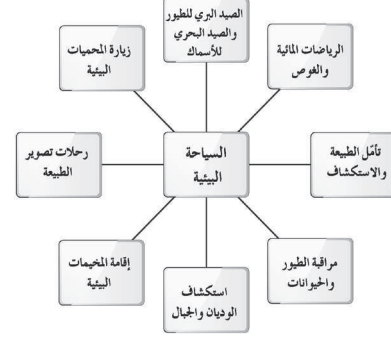 الصيد البري للطيور
والصيد البحري
للأسماك
الرياضات المائية
والغوص
زيارة المحميات
البيئية
تأمّل الطبيعة
والاستكشاف
السياحة
البيئية
رحلات تصوير
الطبيعة
مراقبة الطيور
والحيوانات
استكشاف
الوديان والجبال
إقامة المخيمات
البيئية